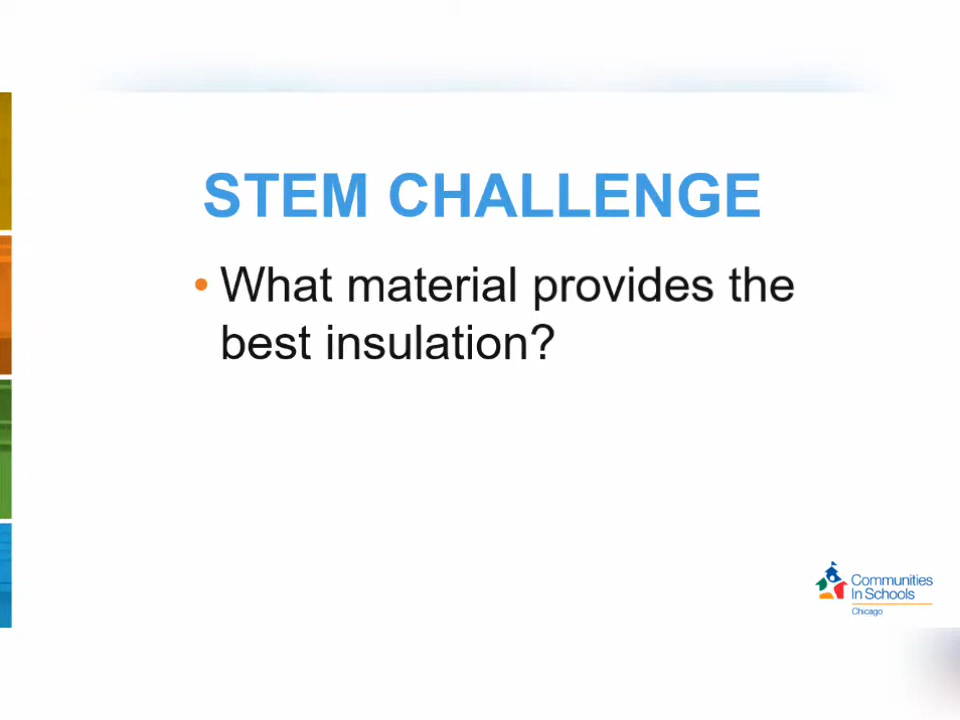 STEM CHALLENGE
• What material provides the
best insulation?
Communities
In Schools
Chicago